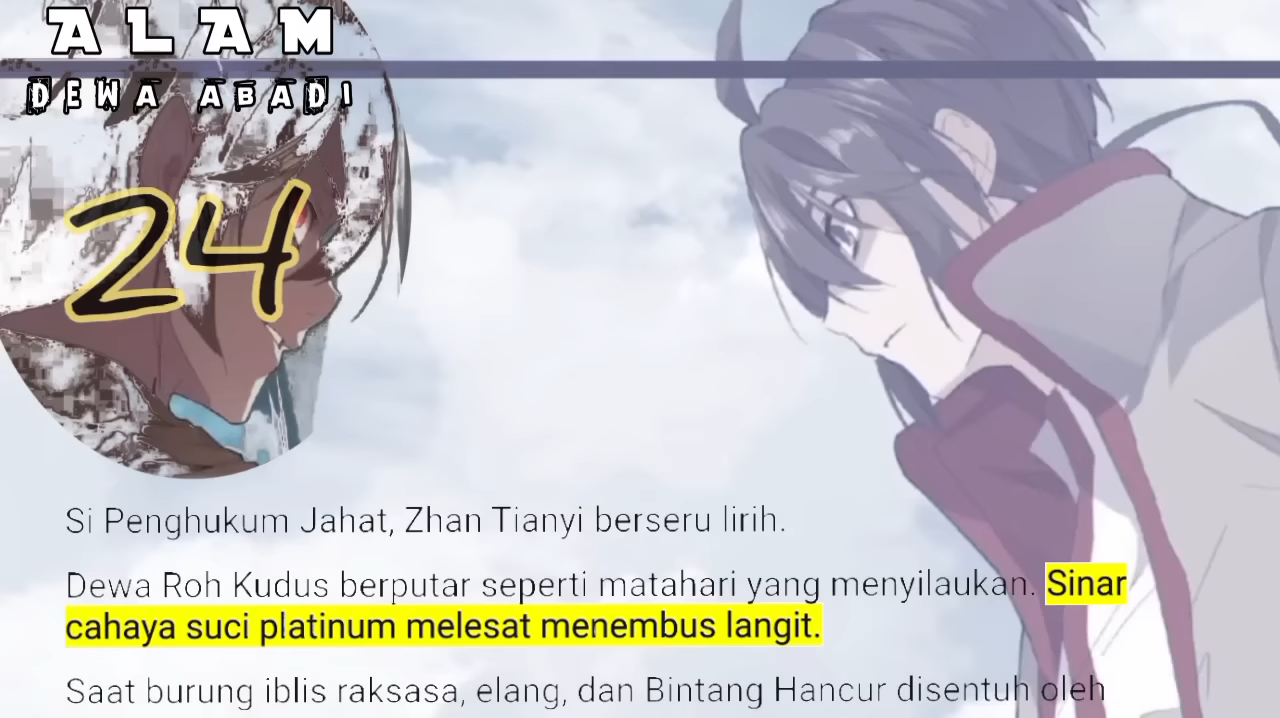 ALAM
DEWA ABADI
24
Si Penghukum Jahat, Zhan Tianyi berseru lirih.
Dewa Roh Kudus berputar seperti matahari yang menyilaukan. Sinar
cahaya suci platinum melesat menembus langit.
Saat burung iblis raksasa, elang, dan Bintang Hancur disentuh oleh